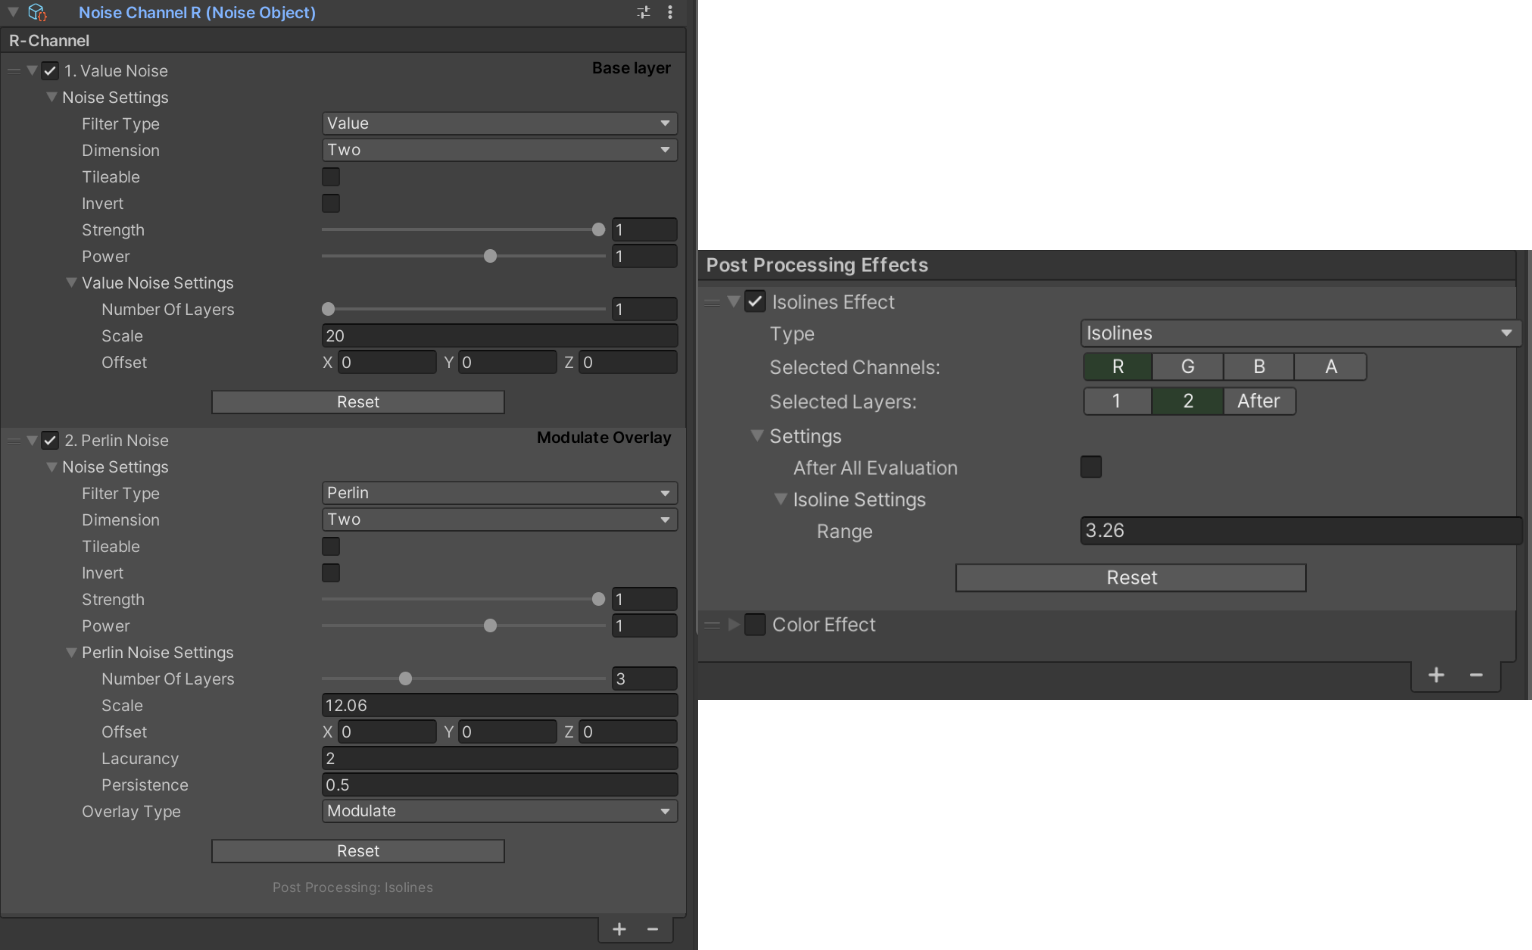 Noise Channel R (Noise Object)
R-Channel
1. Value Noise
Base layer
Noise Settings
Filter Type Value
Dimension Two
Tileable
Invert
Strength 1
Power 1
Value Noise Settings
Number Of Layers 1
Scale 20
Offset X 0 Y 0 Z 0
Reset
2. Perlin Noise
Modulate Overlay
Noise Settings
Filter Type Perlin
Dimension Two
Tileable
Invert
Strength 1
Power 1
Perlin Noise Settings
Number Of Layers 3
Scale 12.06
Offset X 0 Y 0 Z 0
Lacurancy 2
Persistence 0.5
Overlay Type Modulate
Reset
Post Processing: Isolines
+ −
Post Processing Effects
Isolines Effect
Type Isolines
Selected Channels: R G B A
Selected Layers: 1 2 After
Settings
After All Evaluation
Isoline Settings
Range 3.26
Reset
Color Effect
+ −